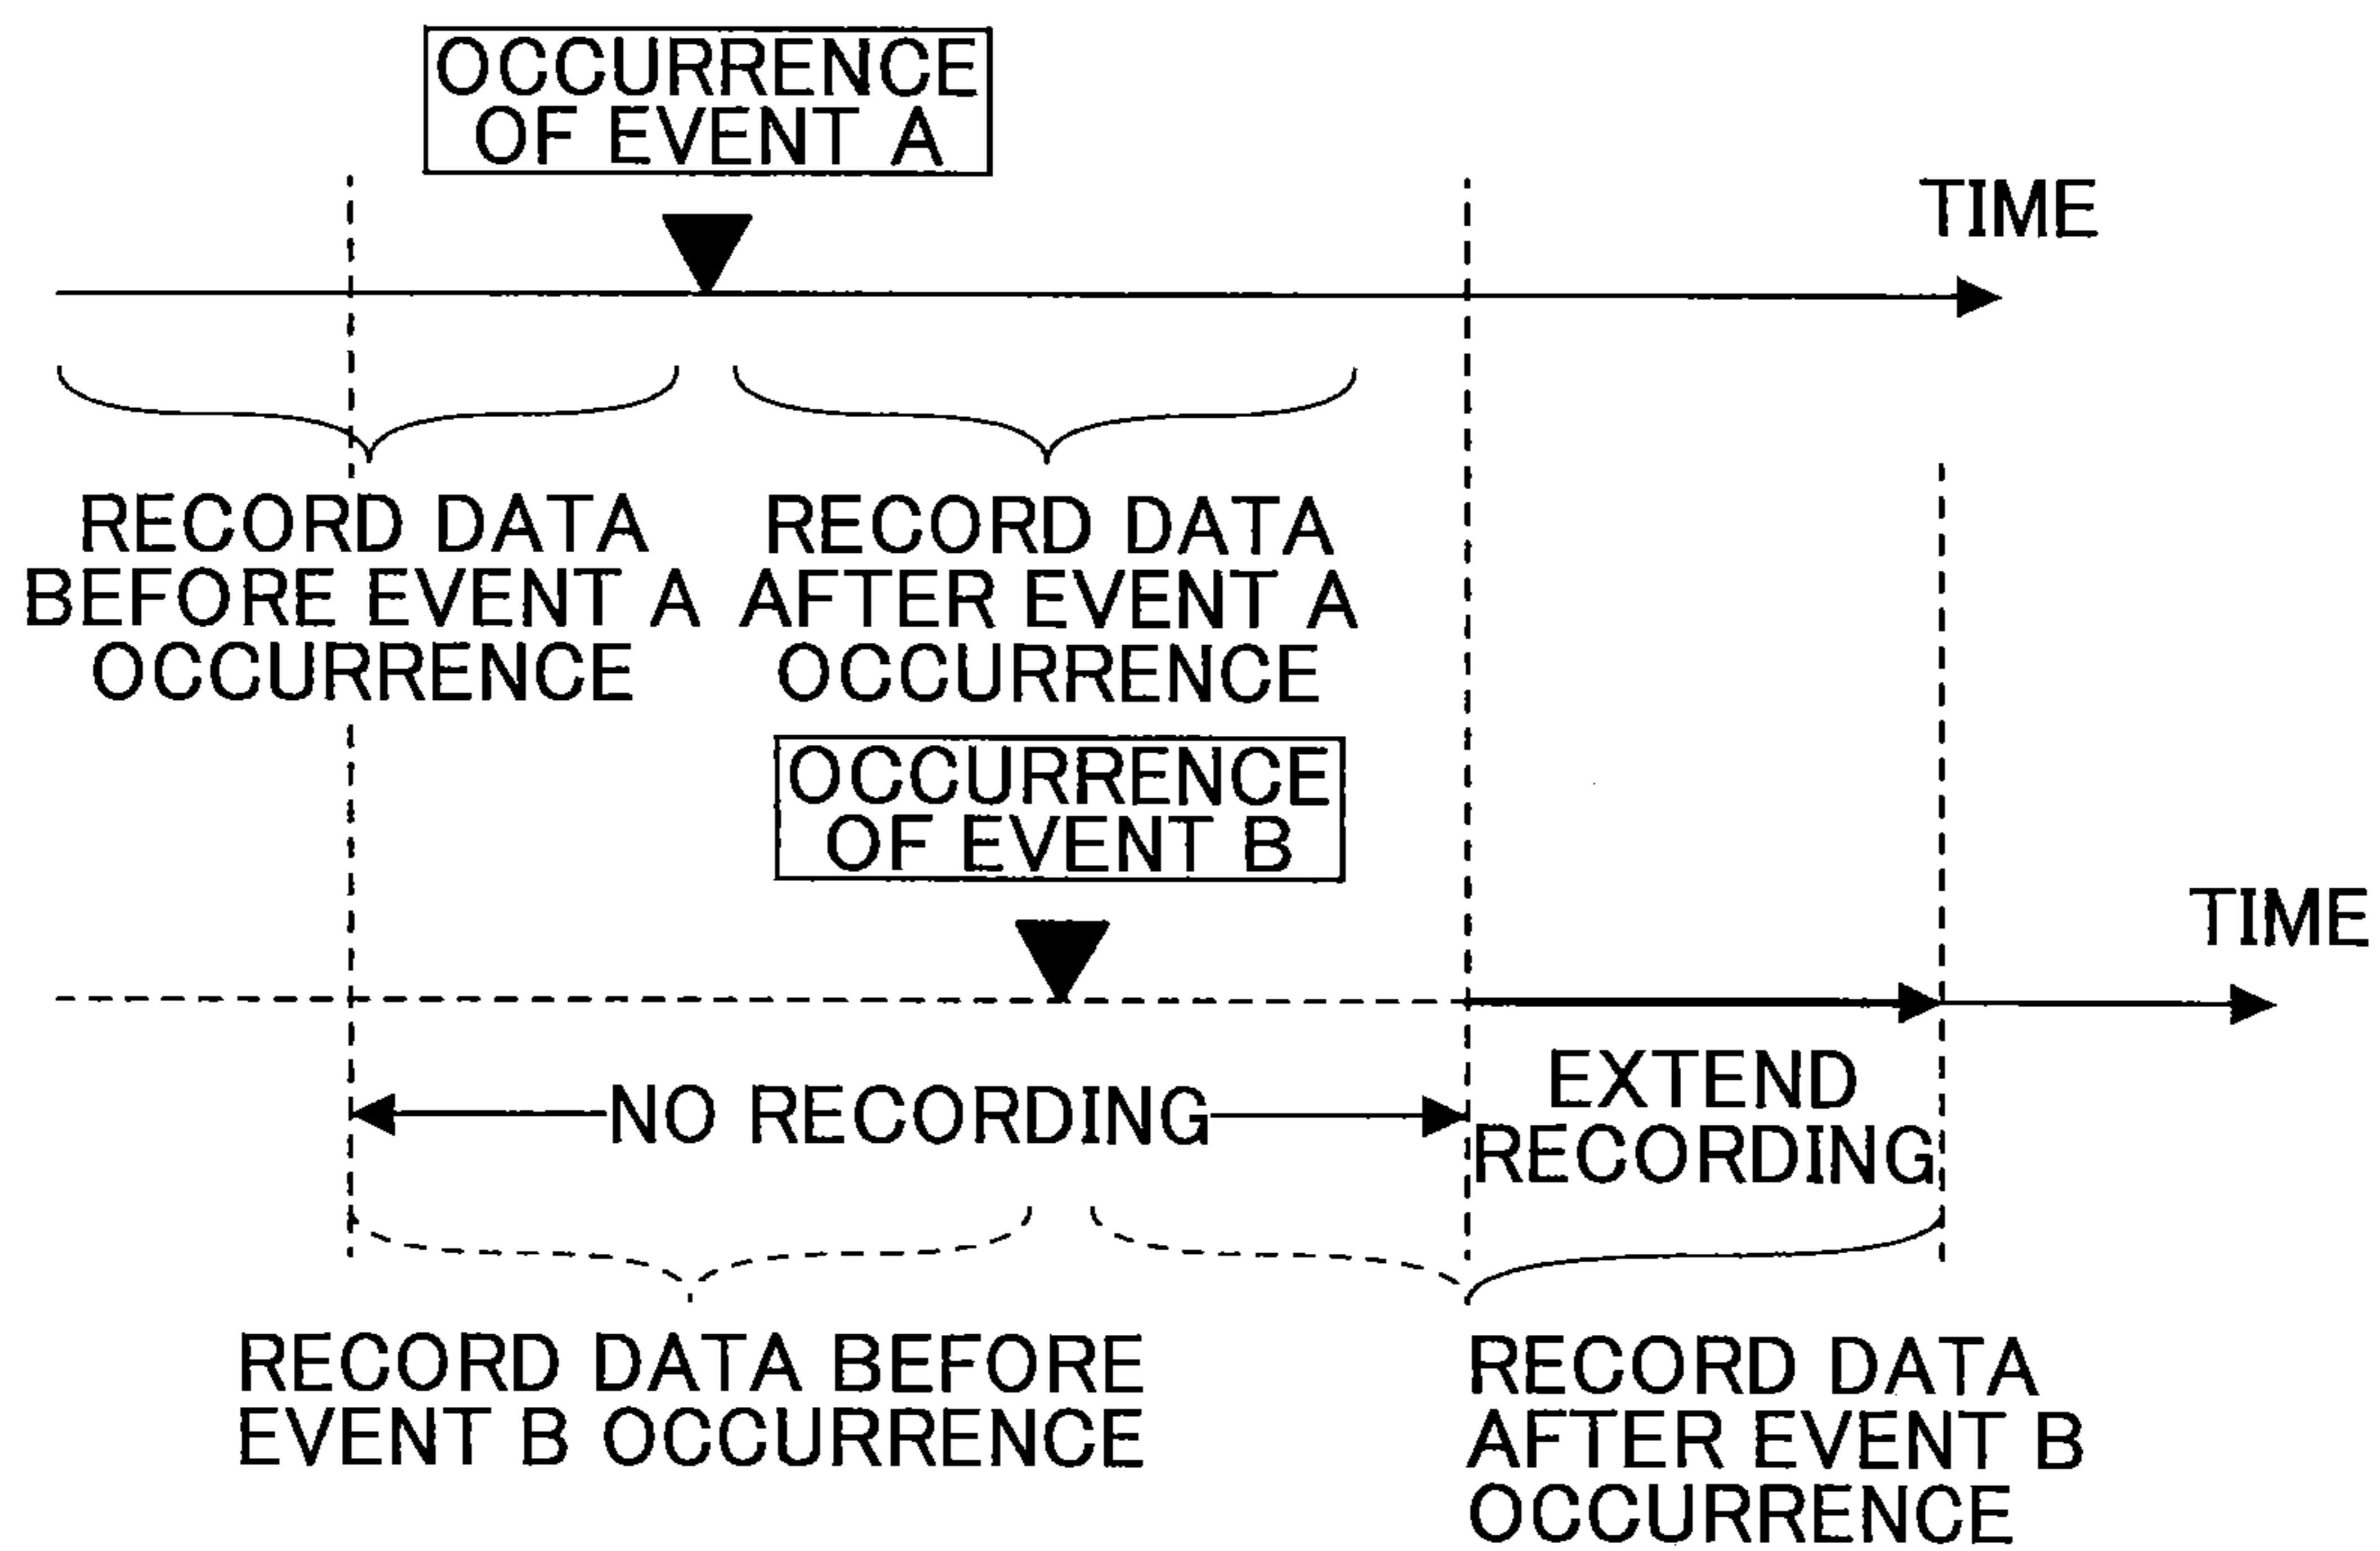 OCCURRENCE
OF EVENT A
TIME
RECORD DATA
BEFORE EVENT A
OCCURRENCE
RECORD DATA
AFTER EVENT A
OCCURRENCE
OCCURRENCE
OF EVENT B
TIME
NO RECORDING
EXTEND
RECORDING
RECORD DATA BEFORE
EVENT B OCCURRENCE
RECORD DATA
AFTER EVENT B
OCCURRENCE